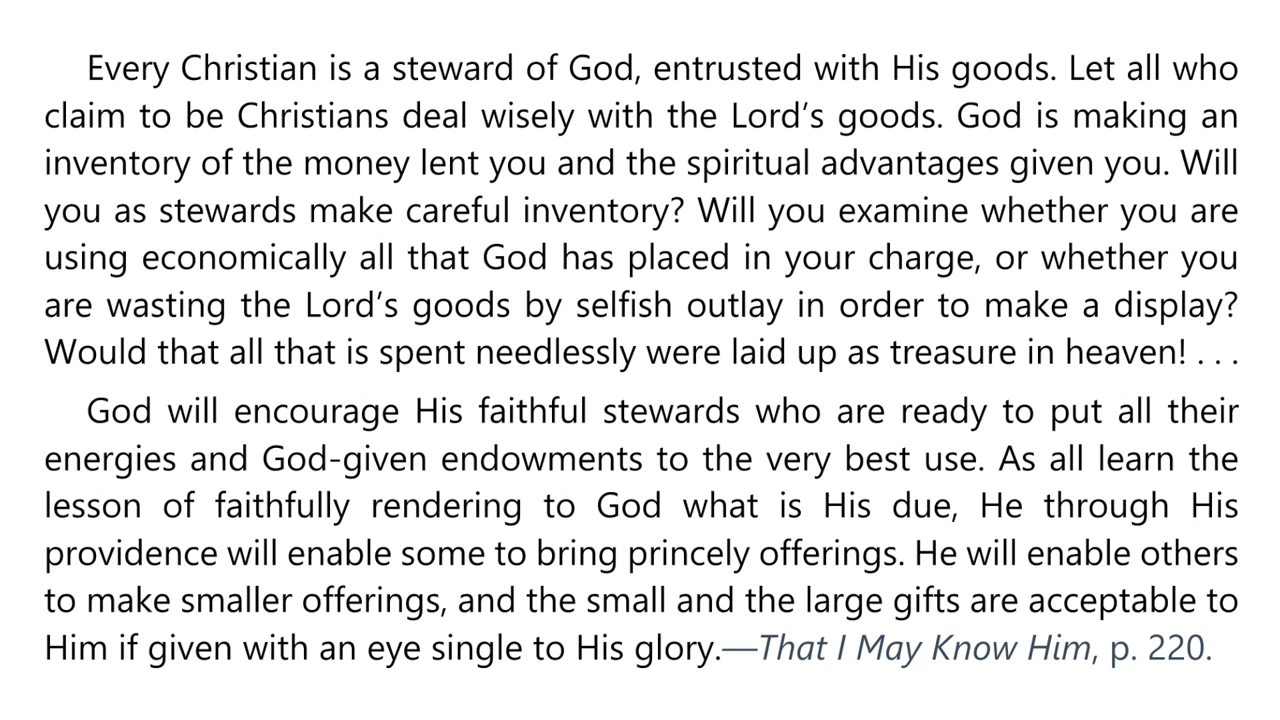 Every Christian is a steward of God, entrusted with His goods. Let all who
claim to be Christians deal wisely with the Lord’s goods. God is making an
inventory of the money lent you and the spiritual advantages given you. Will
you as stewards make careful inventory? Will you examine whether you are
using economically all that God has placed in your charge, or whether you
are wasting the Lord’s goods by selfish outlay in order to make a display?
Would that all that is spent needlessly were laid up as treasure in heaven! . . .
God will encourage His faithful stewards who are ready to put all their
energies and God-given endowments to the very best use. As all learn the
lesson of faithfully rendering to God what is His due, He through His
providence will enable some to bring princely offerings. He will enable others
to make smaller offerings, and the small and the large gifts are acceptable to
Him if given with an eye single to His glory.—That I May Know Him, p. 220.